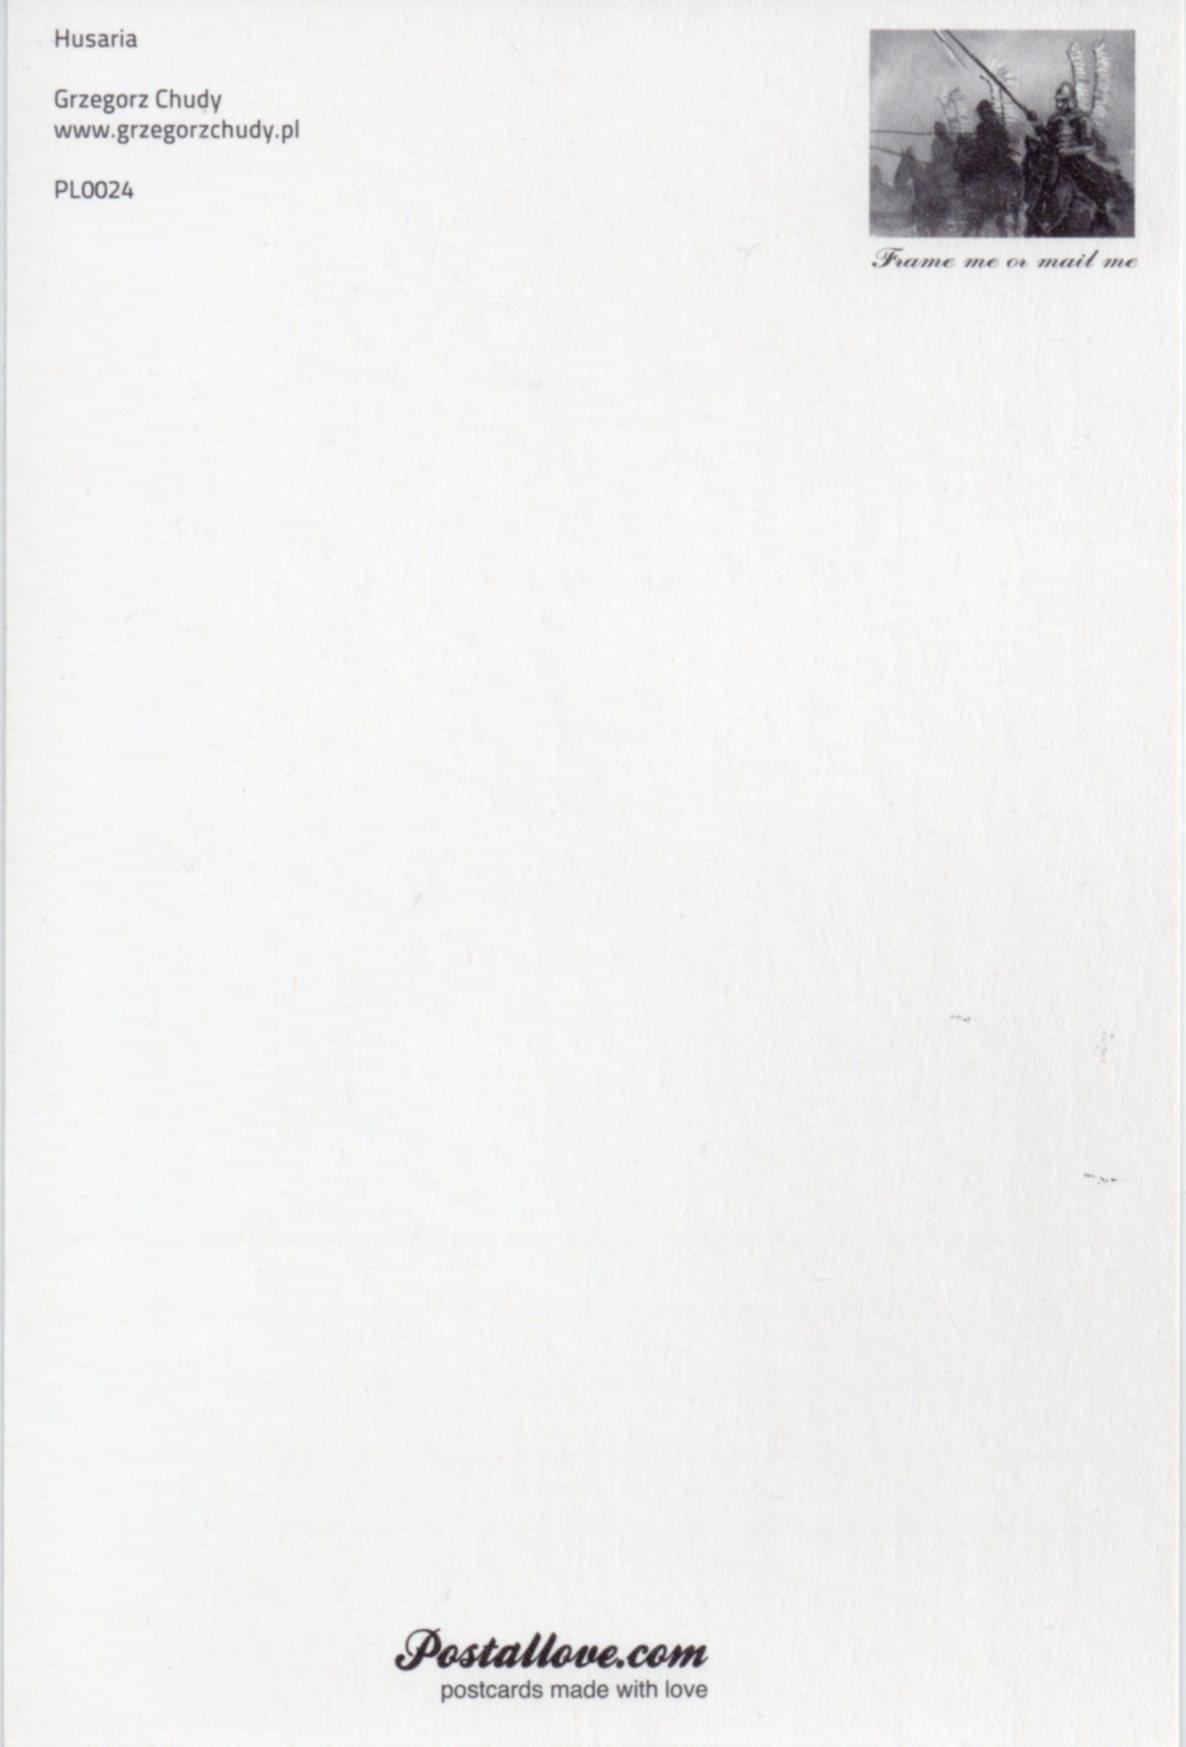 Husaria
Grzegorz Chudy
www.grzegorzchudy.pl
PL0024
Frame me or mail me
Postallove.com
postcards made with love